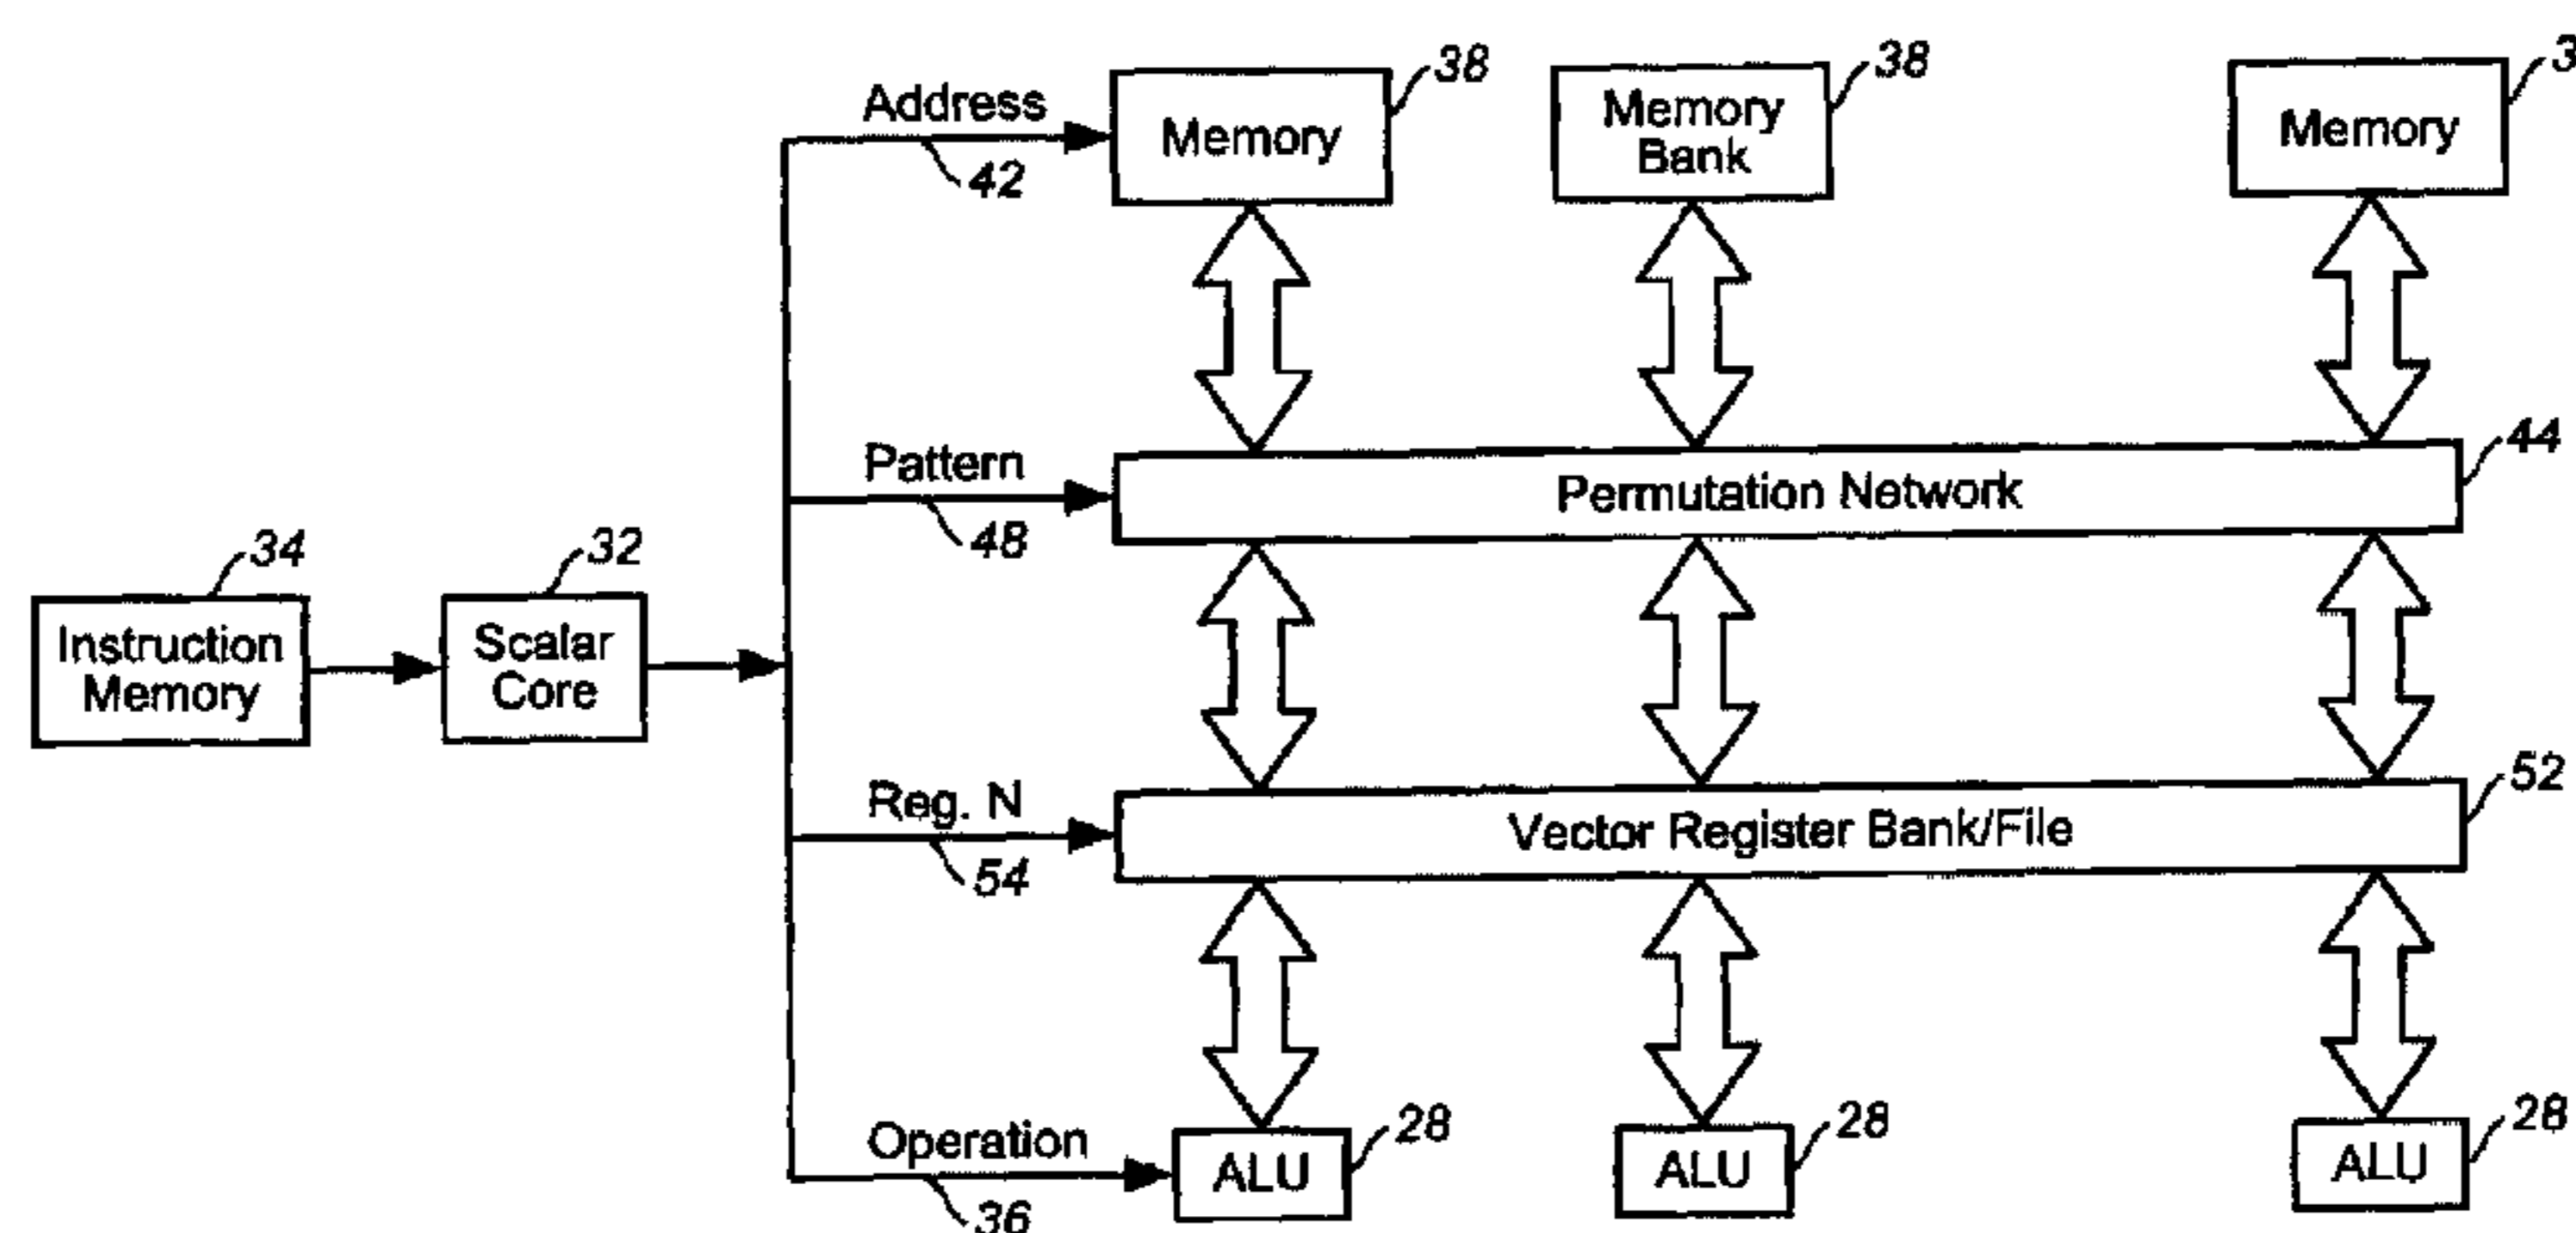 38
38
3
Address
Memory
Memory
Bank
Memory
42
Pattern
44
Permutation Network
48
34
32
Instruction
Memory
Scalar
Core
Reg. N
52
Vector Register Bank/File
54
Operation
28
28
28
ALU
ALU
ALU
36